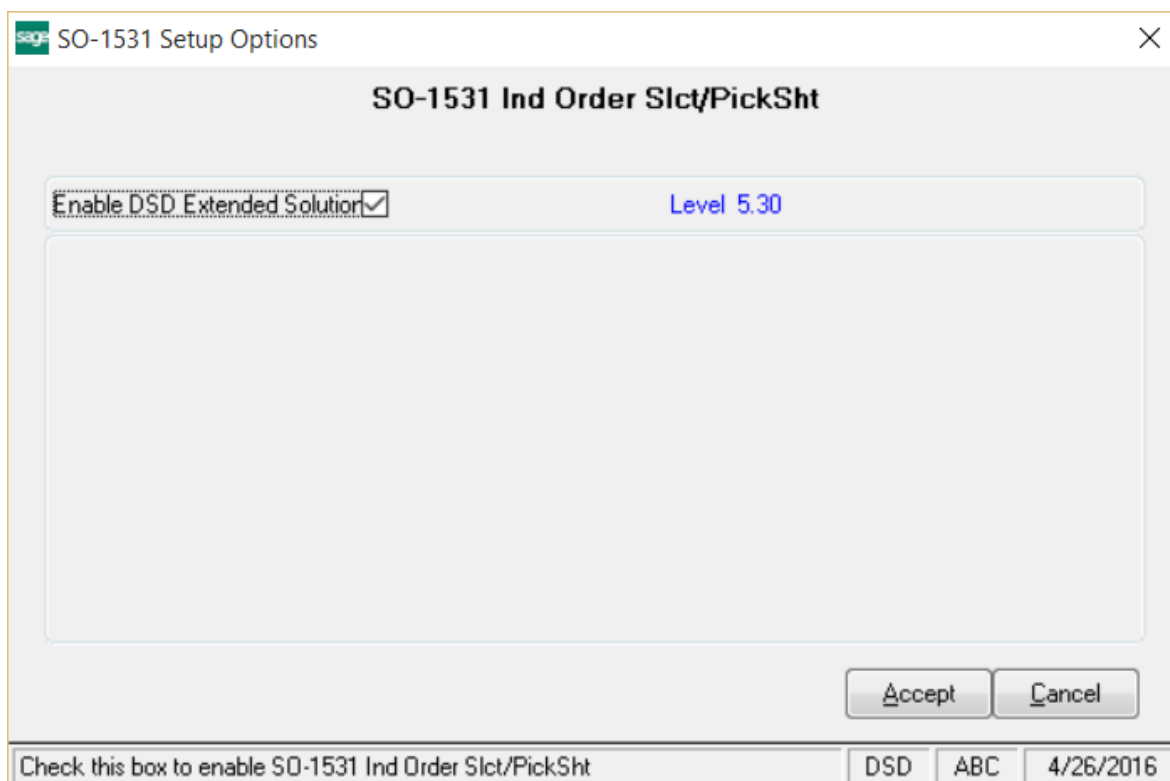 sage SO-1531 Setup Options
SO-1531 Ind Order Slct/PickSht
Enable DSD Extended Solution Level 5.30
Accept Cancel
Check this box to enable SO-1531 Ind Order Slct/PickSht DSD ABC 4/26/2016